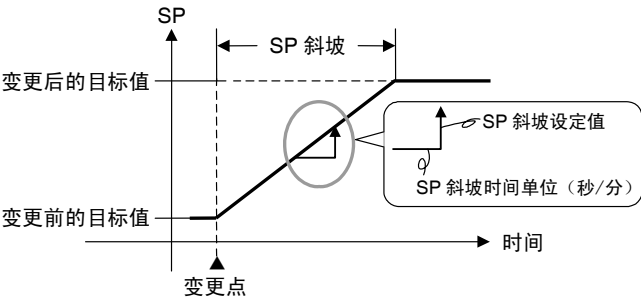 SP
SP 斜坡
变更后的目标值
SP 斜坡设定值
SP 斜坡时间单位（秒/分）
变更前的目标值
时间
变更点